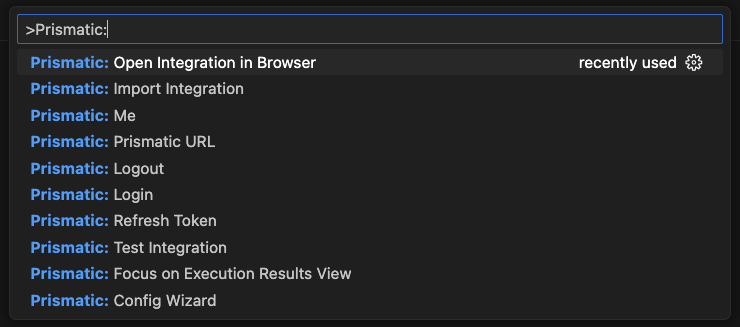 >Prismatic:
Prismatic: Open Integration in Browser recently used
Prismatic: Import Integration
Prismatic: Me
Prismatic: Prismatic URL
Prismatic: Logout
Prismatic: Login
Prismatic: Refresh Token
Prismatic: Test Integration
Prismatic: Focus on Execution Results View
Prismatic: Config Wizard